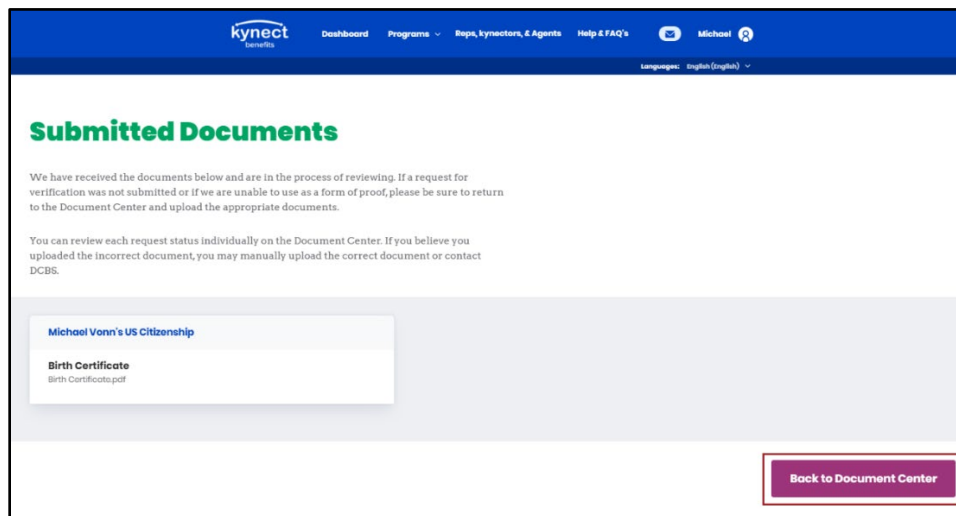 kynect
benefits
Dashboard Programs Reps, kynectors, & Agents Help & FAQ's Michael
Languages: English (English)
Submitted Documents
We have received the documents below and are in the process of reviewing. If a request for
verification was not submitted or if we are unable to use as a form of proof, please be sure to return
to the Document Center and upload the appropriate documents.
You can review each request status individually on the Document Center. If you believe you
uploaded the incorrect document, you may manually upload the correct document or contact
DCBS.
Michael Vonn's US Citizenship
Birth Certificate
Birth Certificate.pdf
Back to Document Center